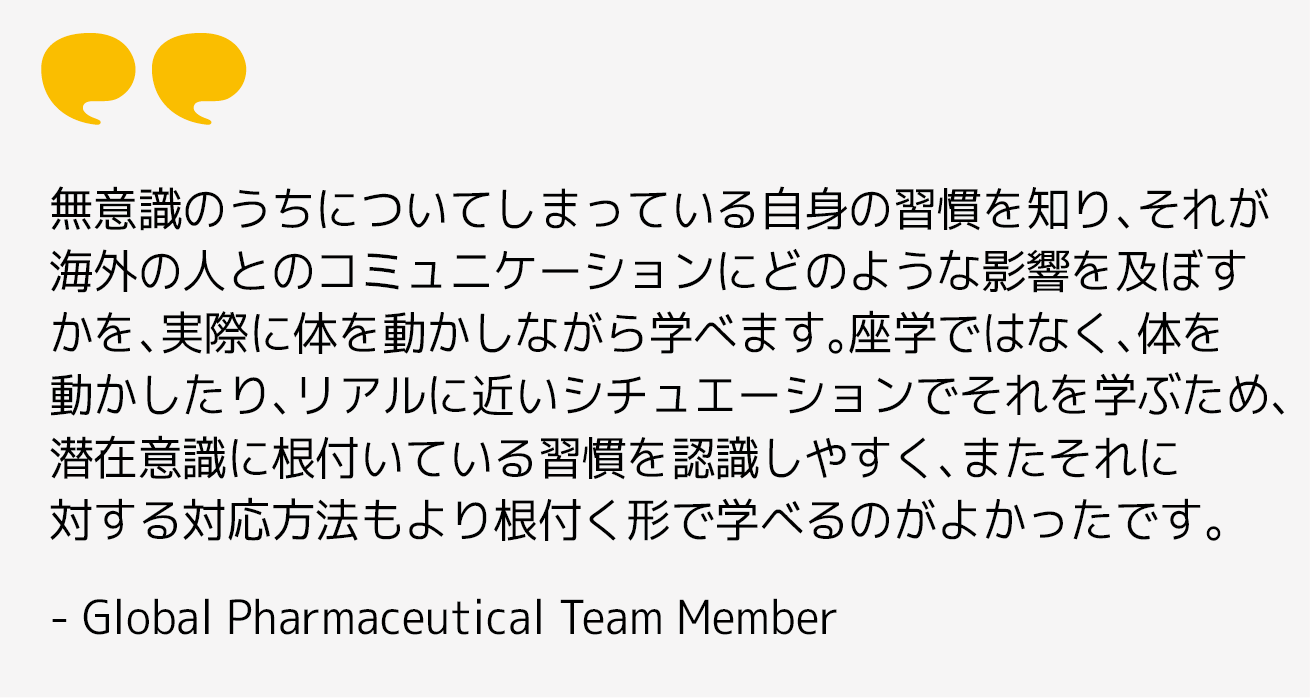 無意識のうちについてしまっている自身の習慣を知り、それが
海外の人とのコミュニケーションにどのような影響を及ぼす
かを、実際に体を動かしながら学べます。座学ではなく、体を
動かしたり、リアルに近いシチュエーションでそれを学ぶため、
潜在意識に根付いている習慣を認識しやすく、またそれに
対する対応方法もより根付く形で学べるのがよかったです。
- Global Pharmaceutical Team Member